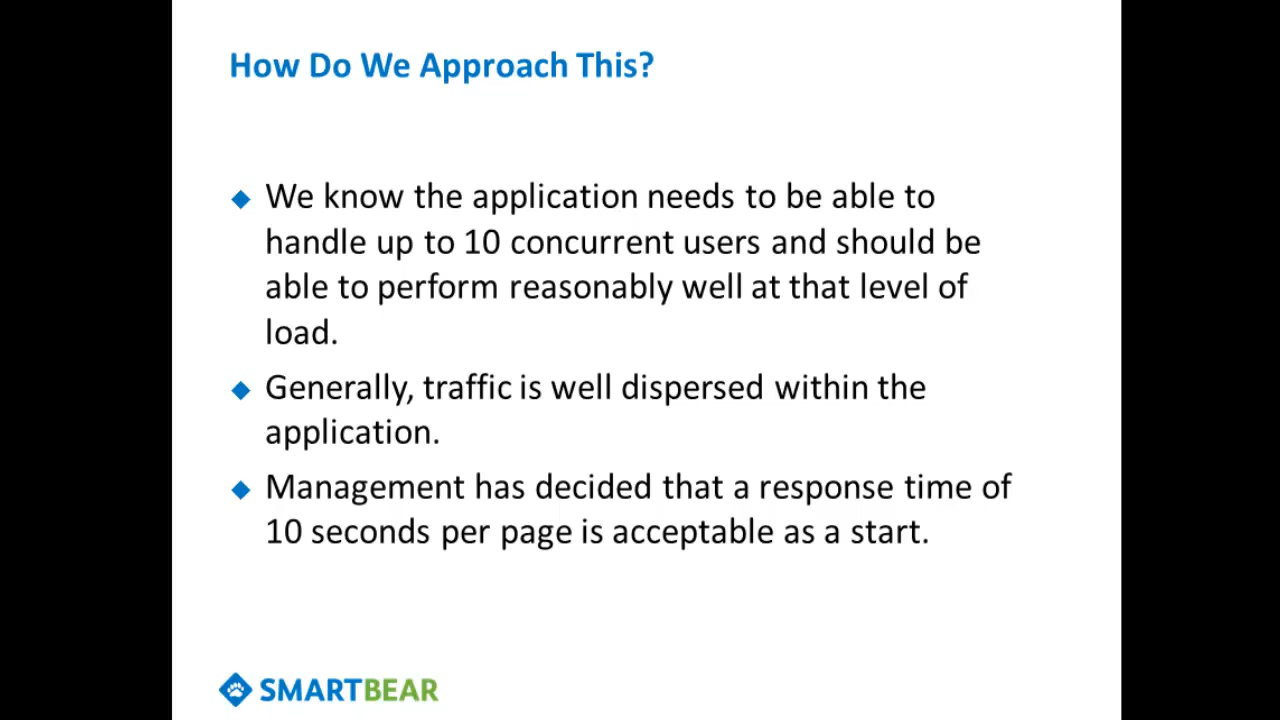 How Do We Approach This?
We know the application needs to be able to
handle up to 10 concurrent users and should be
able to perform reasonably well at that level of
load.
Generally, traffic is well dispersed within the
application.
Management has decided that a response time of
10 seconds per page is acceptable as a start.
SMARTBEAR